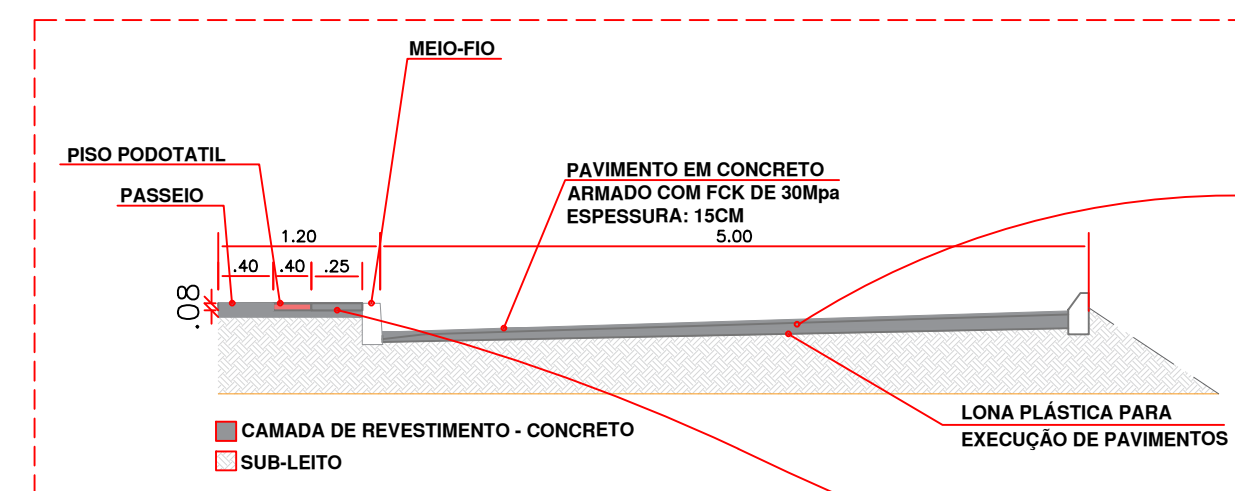 MEIO-FIO
PISO PODOTATIL
PASSEIO
PAVIMENTO EM CONCRETO
ARMADO COM FCK DE 30Mpa
ESPESSURA: 15CM
1.20
5.00
.40
.40
.25
.08
LONA PLÁSTICA PARA
EXECUÇÃO DE PAVIMENTOS
CAMADA DE REVESTIMENTO - CONCRETO
SUB-LEITO